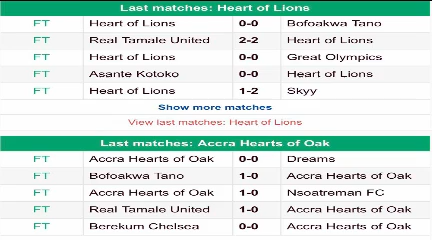 Last matches: Heart of Lions
FT Heart of Lions 0-0 Bofoakwa Tano
FT Real Tamale United 2-2 Heart of Lions
FT Heart of Lions 0-0 Great Olympics
FT Asante Kotoko 0-0 Heart of Lions
FT Heart of Lions 1-2 Skyy
Show more matches
View last matches: Heart of Lions
Last matches: Accra Hearts of Oak
FT Accra Hearts of Oak 0-0 Dreams
FT Bofoakwa Tano 1-0 Accra Hearts of Oak
FT Accra Hearts of Oak 1-0 Nsoatreman FC
FT Real Tamale United 1-0 Accra Hearts of Oak
FT Berekum Chelsea 0-0 Accra Hearts of Oak